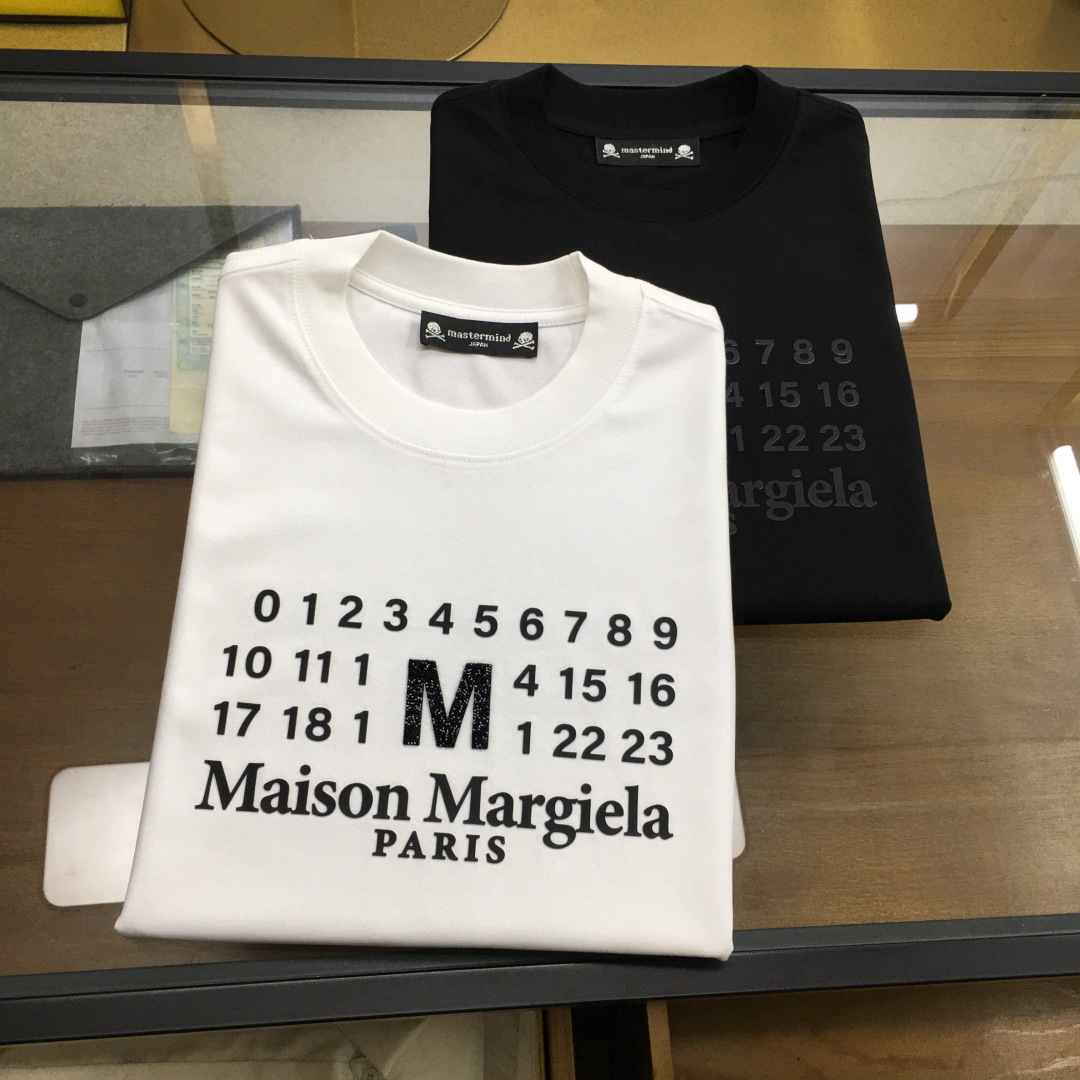 mastermind
JAPAN
6 7 8 9
4 15 16
1 22 23
argiela
S
mastermind
JAPAN
0 1 2 3 4 5 6 7 8 9
10 11 1 M 4 15 16
17 18 1 1 22 23
Maison Margiela
PARIS